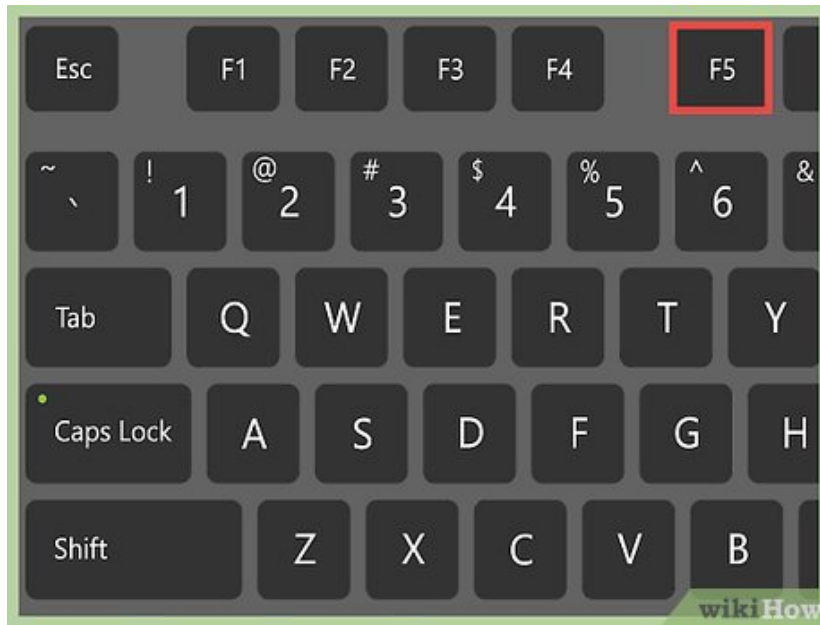 Esc F1 F2 F3 F4 F5
~ ` ! 1 @ 2 # 3 $ 4 % 5 ^ 6 &
Tab Q W E R T Y
Caps Lock A S D F G H
Shift Z X C V B
wikiHow